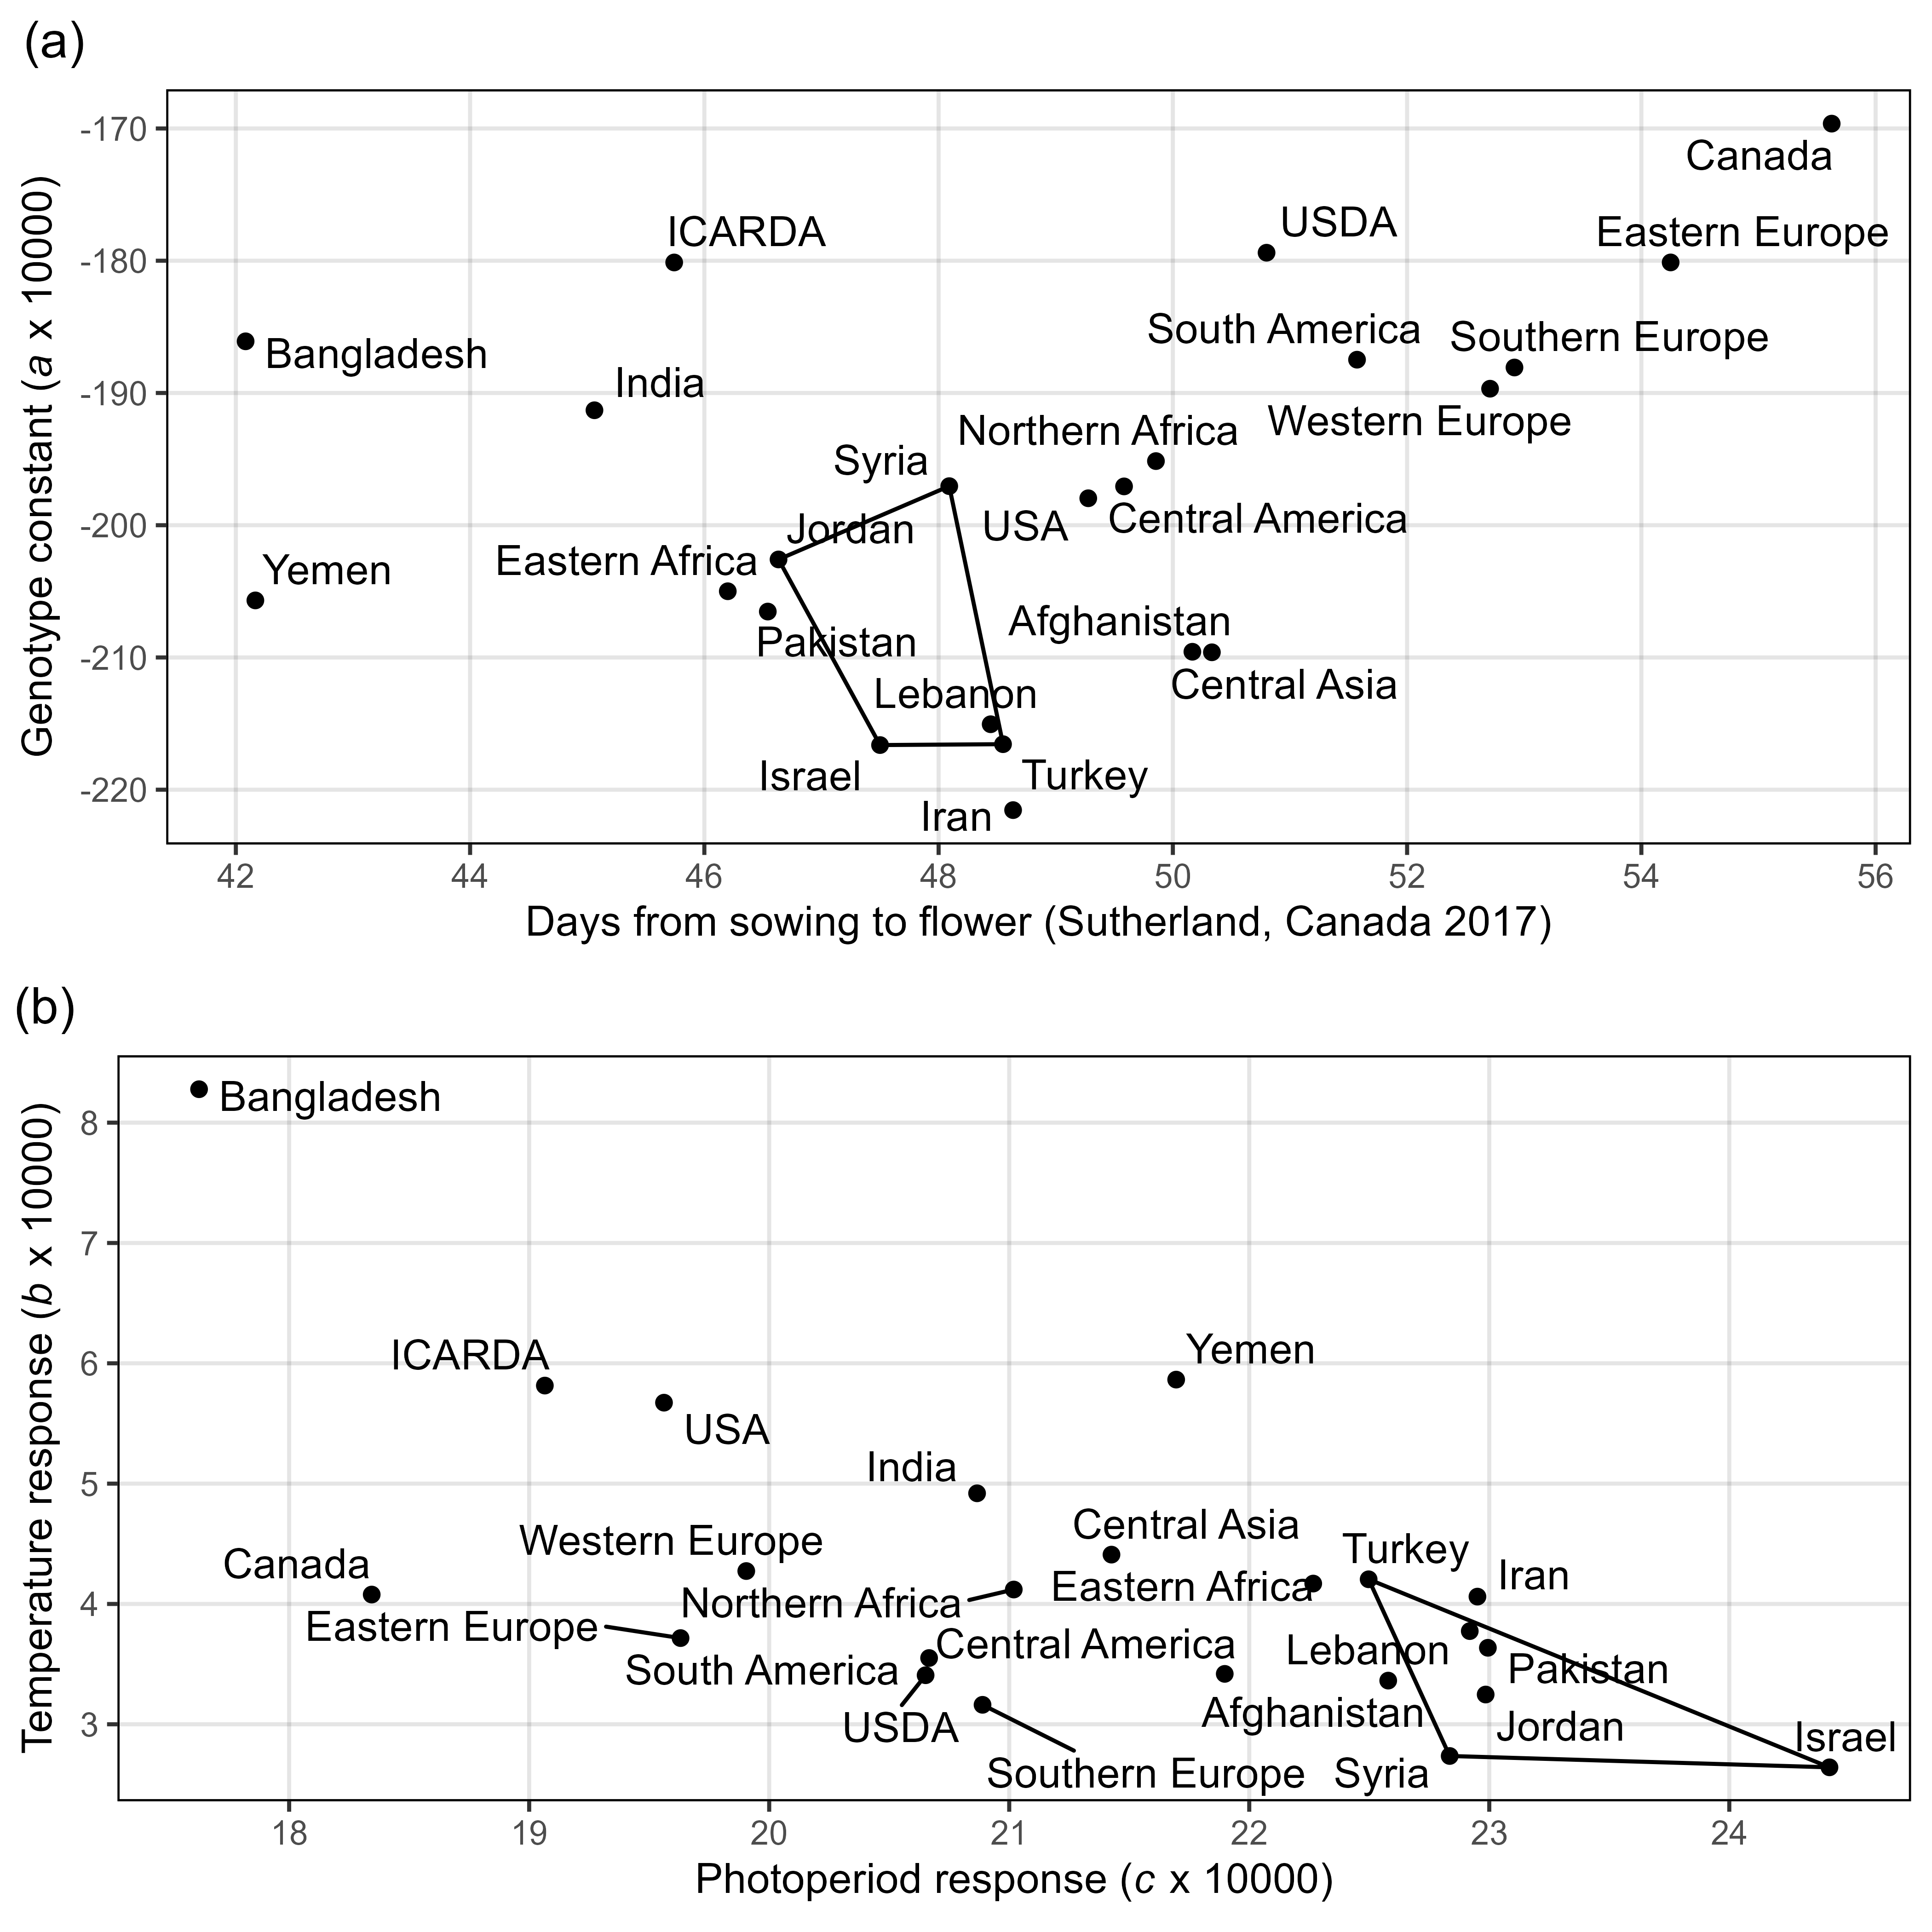 (a)
-170
-180
-190
-200
-210
-220
Genotype constant (a x 10000)
Canada
USDA
ICARDA
Eastern Europe
South America
Southern Europe
Bangladesh
India
Western Europe
Northern Africa
Syria
Central America
USA
Jordan
Eastern Africa
Yemen
Afghanistan
Pakistan
Central Asia
Lebanon
Israel
Turkey
Iran
42 44 46 48 50 52 54 56
Days from sowing to flower (Sutherland, Canada 2017)
(b)
8
7
6
5
4
3
Temperature response (b x 10000)
Bangladesh
Yemen
ICARDA
USA
India
Central Asia
Western Europe
Turkey
Canada
Iran
Eastern Africa
Northern Africa
Eastern Europe
Central America
Lebanon
South America
Pakistan
Afghanistan
USDA
Jordan
Israel
Southern Europe
Syria
18 19 20 21 22 23 24
Photoperiod response (c x 10000)